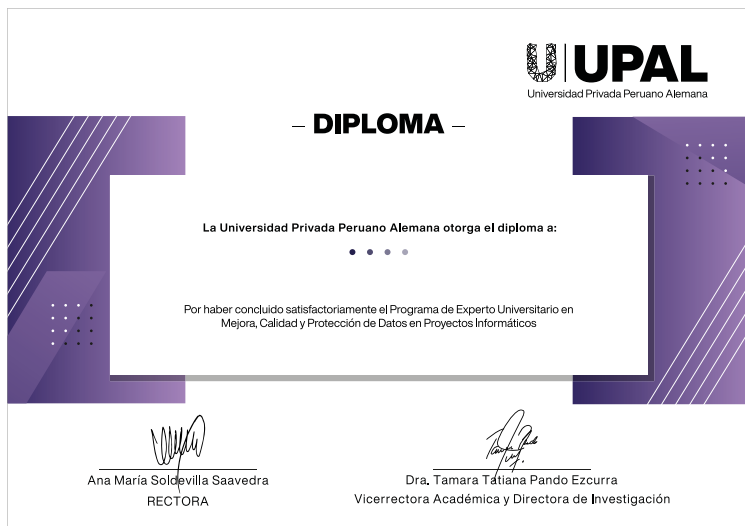 UPAL
Universidad Privada Peruano Alemana
– DIPLOMA –
La Universidad Privada Peruano Alemana otorga el diploma a:
Por haber concluido satisfactoriamente el Programa de Experto Universitario en
Mejora, Calidad y Protección de Datos en Proyectos Informáticos
Ana María Soldevilla Saavedra
RECTORA
Dra. Tamara Tatiana Pando Ezcurra
Vicerrectora Académica y Directora de Investigación